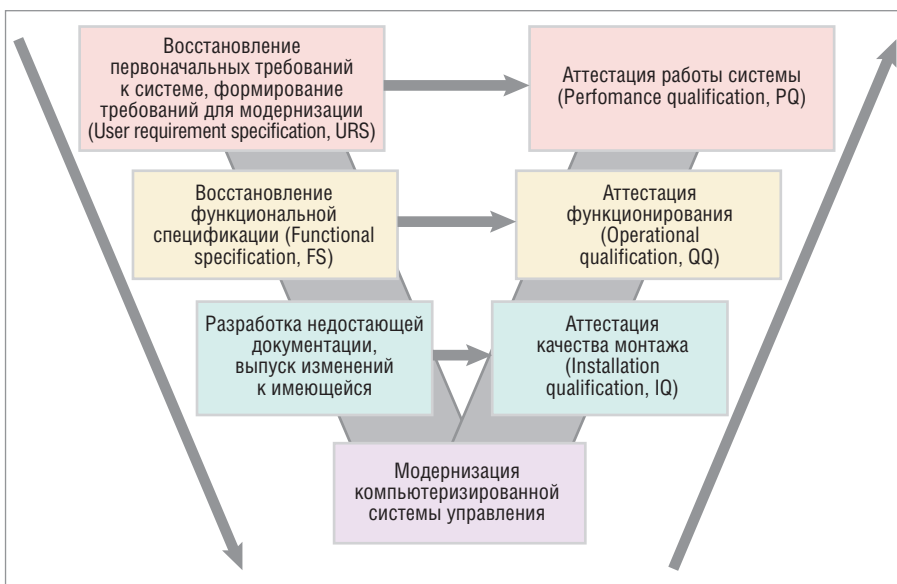 Восстановление
первоначальных требований
к системе, формирование
требований для модернизации
(User requirement specification, URS)
Аттестация работы системы
(Perfomance qualification, PQ)
Восстановление
функциональной
спецификации (Functional
specification, FS)
Аттестация
функционирования
(Operational
qualification, QQ)
Разработка недостающей
документации,
выпуск изменений
к имеющейся
Аттестация
качества монтажа
(Installation
qualification, IQ)
Модернизация
компьютеризированной
системы управления